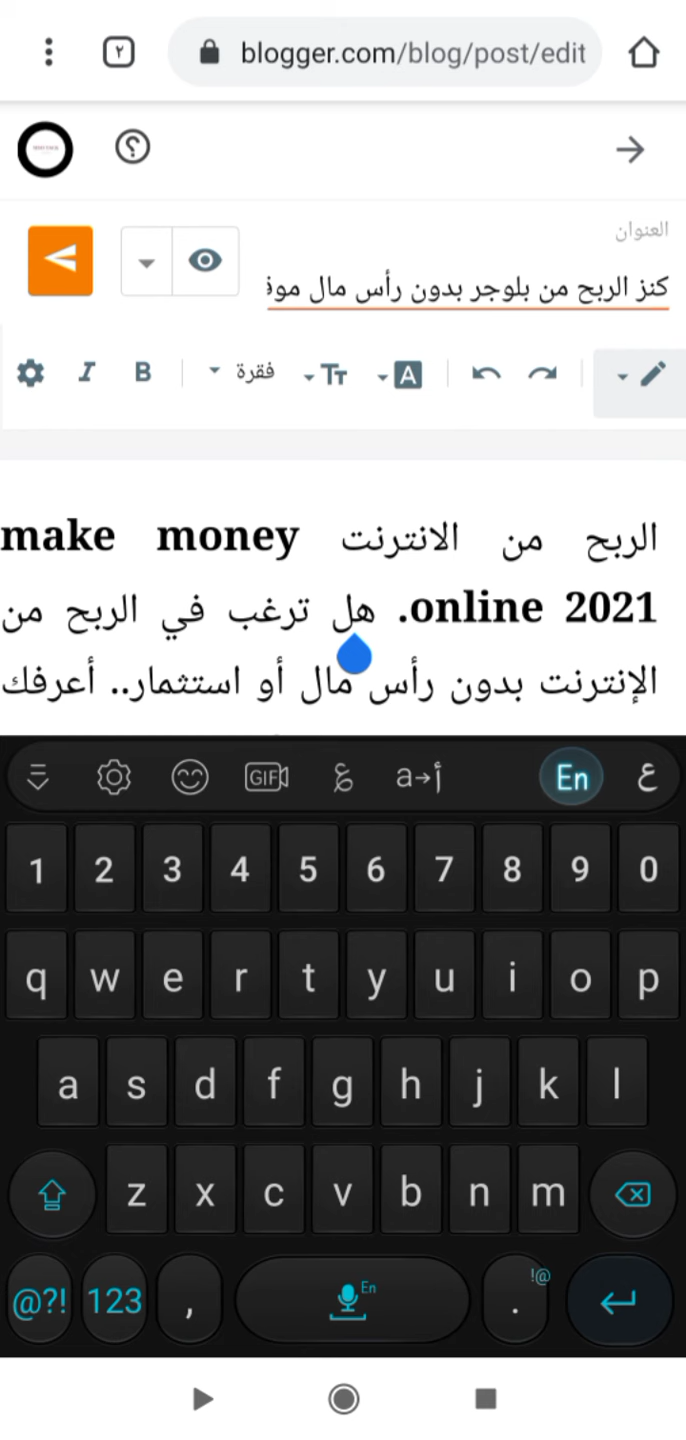 ٢
blogger.com/blog/post/edit
العنوان
كنز الربح من بلوجر بدون رأس مال
فقرة
الربح من الانترنت make money
online 2021. هل ترغب في الربح من
الإنترنت بدون رأس مال أو استثمار.. أعرفك
GIF a→أ En ع
1 2 3 4 5 6 7 8 9 0
q w e r t y u i o p
a s d f g h j k l
z x c v b n m
@?! 123 , En . !@